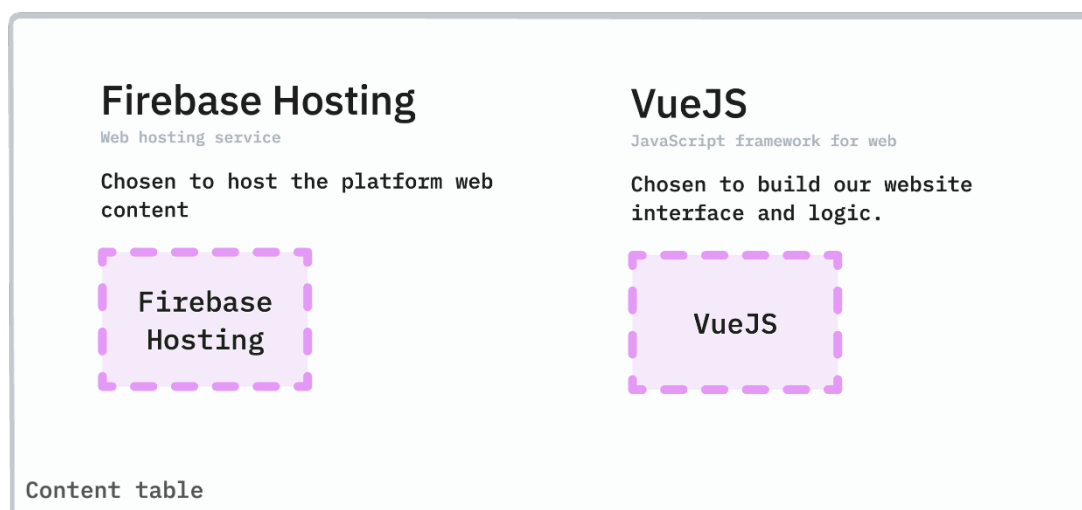 Firebase Hosting
Web hosting service
Chosen to host the platform web
content
Firebase
Hosting
VueJS
JavaScript framework for web
Chosen to build our website
interface and logic.
VueJS
Content table